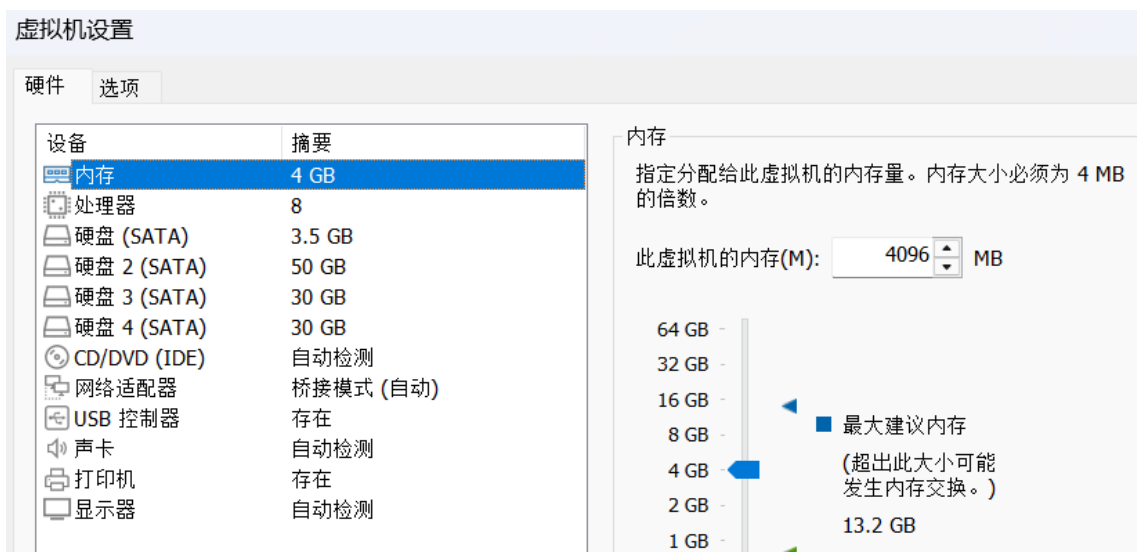 虚拟机设置
硬件 选项
设备 摘要
内存 4 GB
处理器 8
硬盘 (SATA) 3.5 GB
硬盘 2 (SATA) 50 GB
硬盘 3 (SATA) 30 GB
硬盘 4 (SATA) 30 GB
CD/DVD (IDE) 自动检测
网络适配器 桥接模式 (自动)
USB 控制器 存在
声卡 自动检测
打印机 存在
显示器 自动检测
内存
指定分配给此虚拟机的内存量。内存大小必须为 4 MB
的倍数。
此虚拟机的内存(M): 4096 MB
64 GB
32 GB
16 GB
8 GB
4 GB
2 GB
1 GB
最大建议内存
(超出此大小可能
发生内存交换。)
13.2 GB